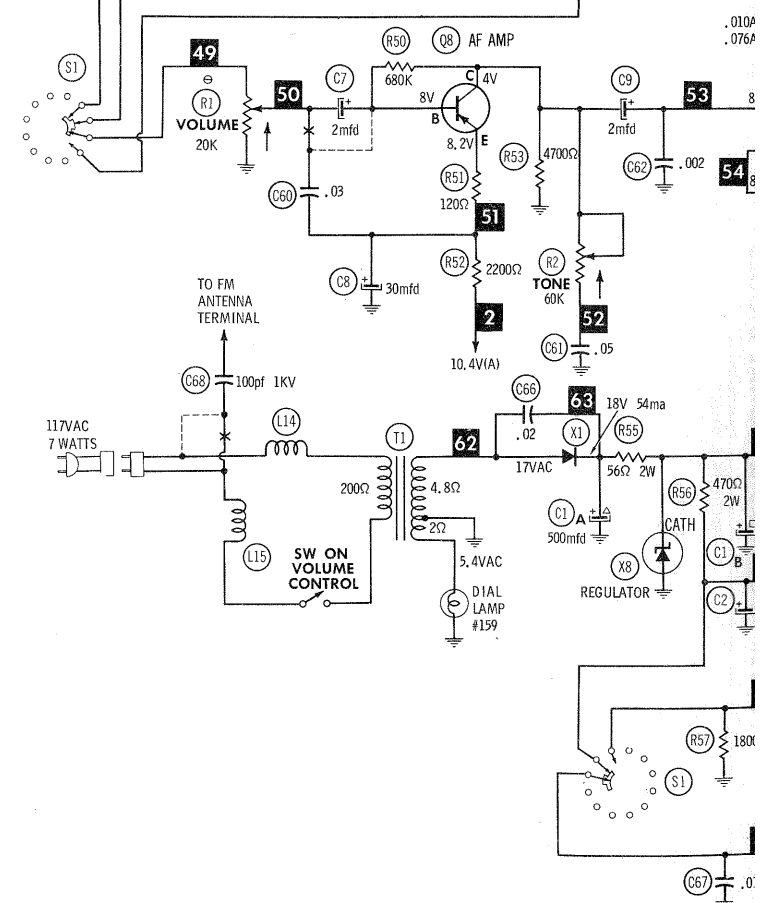 .010A
.076A
R50
Q8 AF AMP
49
S1
680K
C
4V
C7
C9
50
R1
VOLUME
20K
8V
B
2mfd
E
8.2V
2mfd
53
8
R53
4700Ω
C62
.002
54
8
C60
.03
R51
120Ω
51
R52
2200Ω
C8
30mfd
R2
TONE
60K
TO FM
ANTENNA
TERMINAL
2
52
10.4V(A)
C61
.05
C68
100pf 1KV
C66
63
18V 54ma
.02
X1
R55
117VAC
7 WATTS
L14
T1
62
17VAC
56Ω 2W
200Ω
4.8Ω
2Ω
C1
A
500mfd
R56
470Ω
2W
CATH
L15
SW ON
VOLUME
CONTROL
5.4VAC
X8
REGULATOR
C1
B
C2
DIAL
LAMP
#159
R57
1800
S1
C67